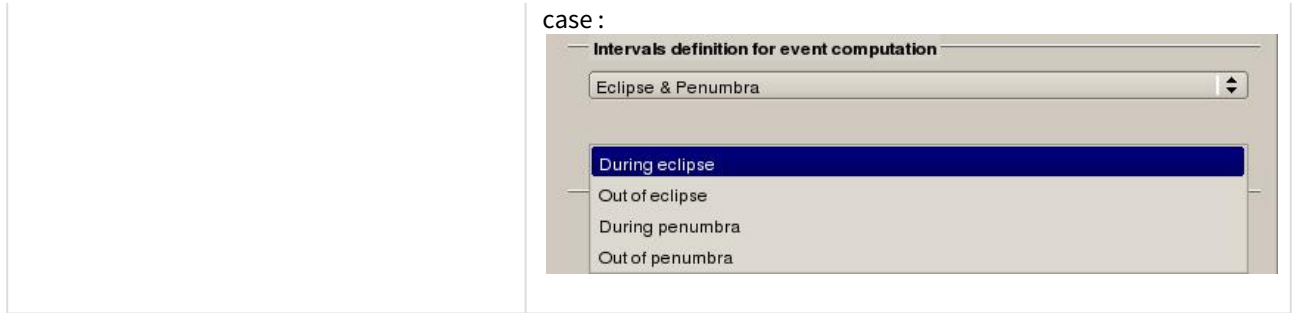 case :
Intervals definition for event computation
Eclipse & Penumbra
During eclipse
Out of eclipse
During penumbra
Out of penumbra